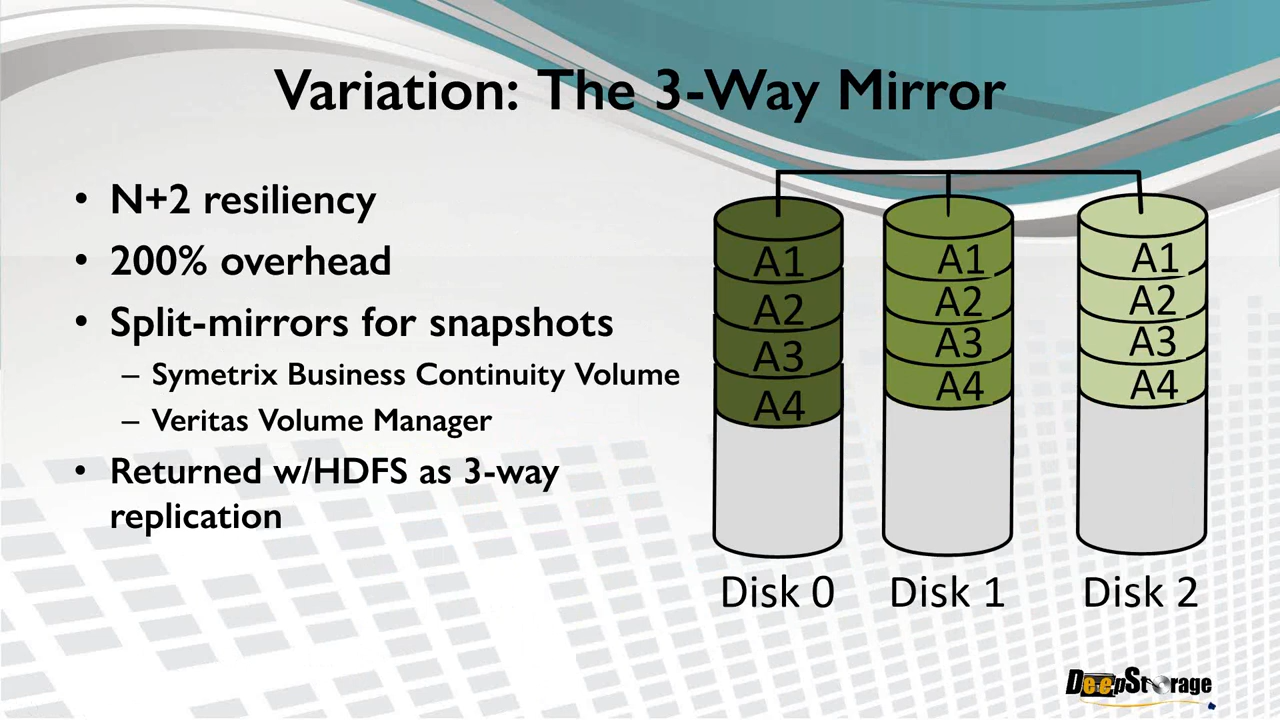 Variation: The 3-Way Mirror
• N+2 resiliency
• 200% overhead
• Split-mirrors for snapshots
– Symetrix Business Continuity Volume
– Veritas Volume Manager
• Returned w/HDFS as 3-way
replication
A1 A1 A1
A2 A2 A2
A3 A3 A3
A4 A4 A4
Disk 0 Disk 1 Disk 2
DeepStorage